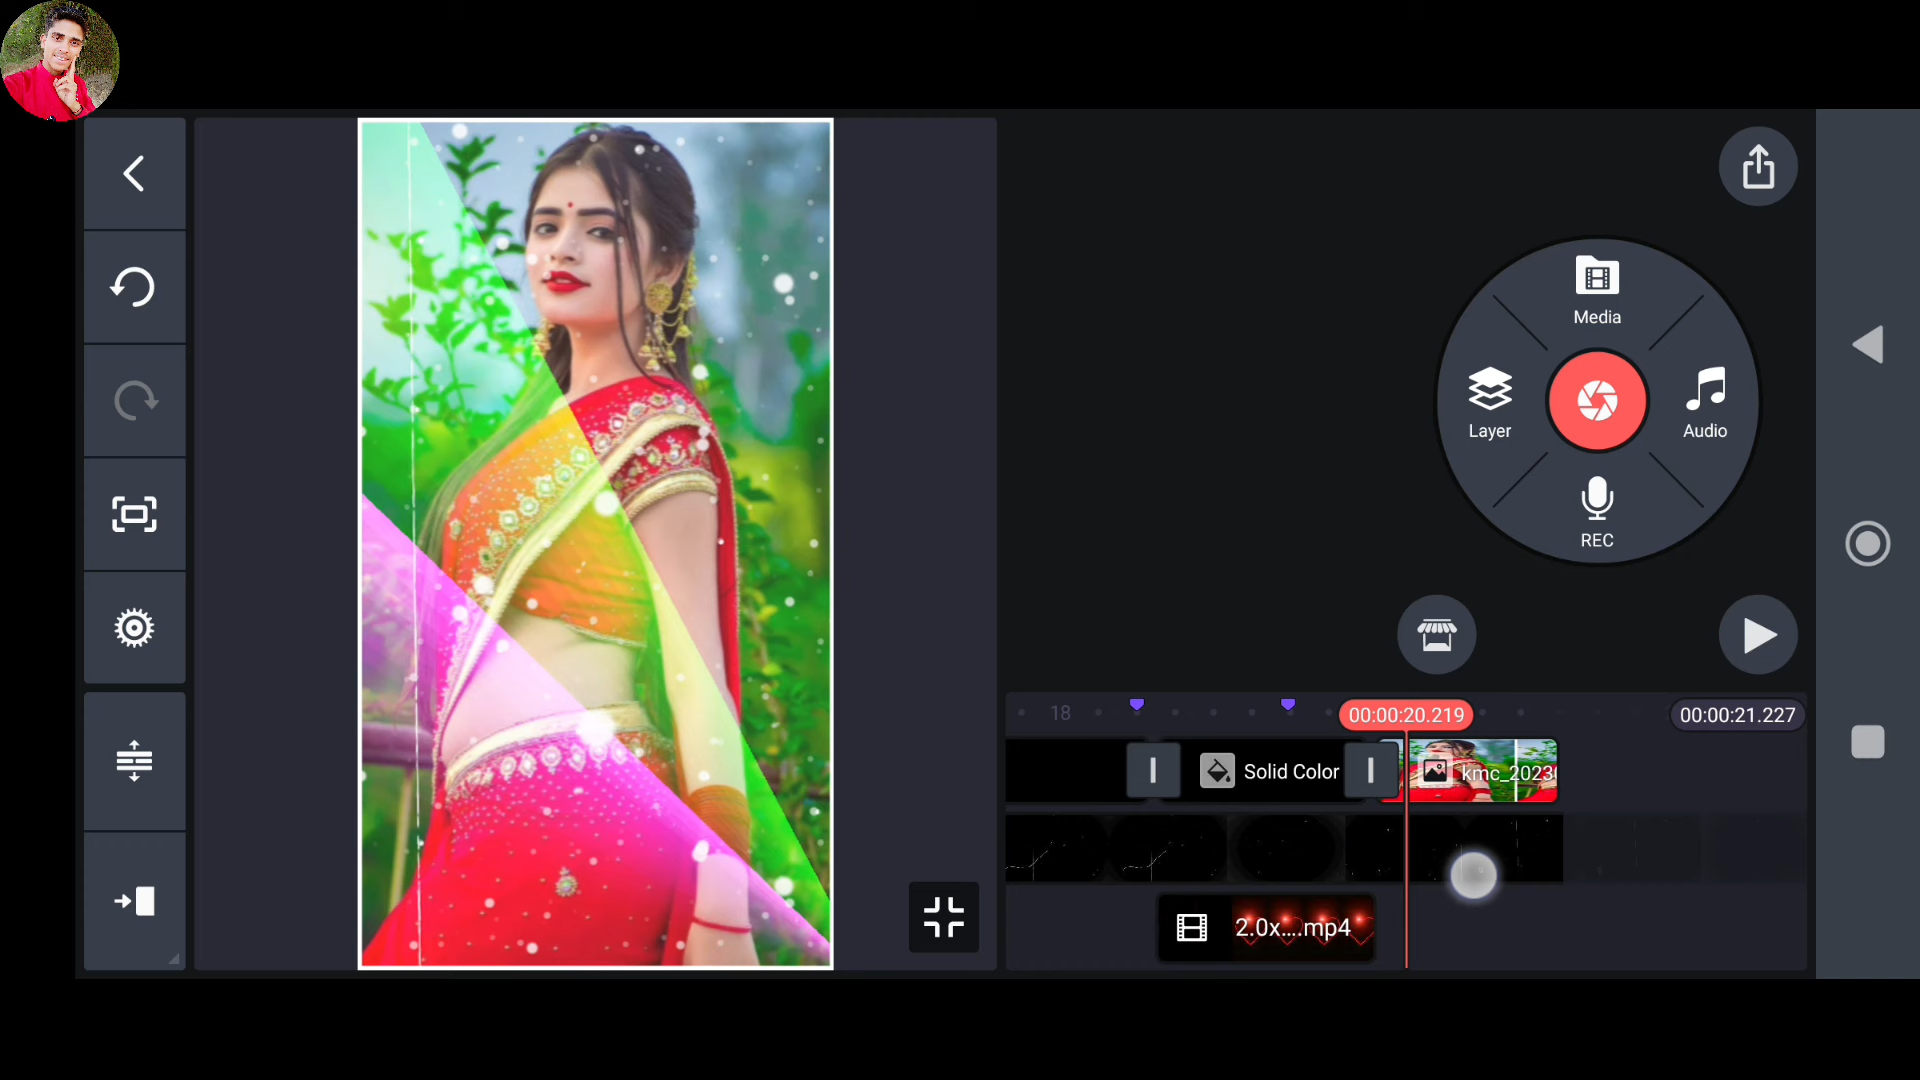 Media
Layer
Audio
REC
18
00:00:20.219
00:00:21.227
Solid Color
kmc_2023
2.0x....mp4